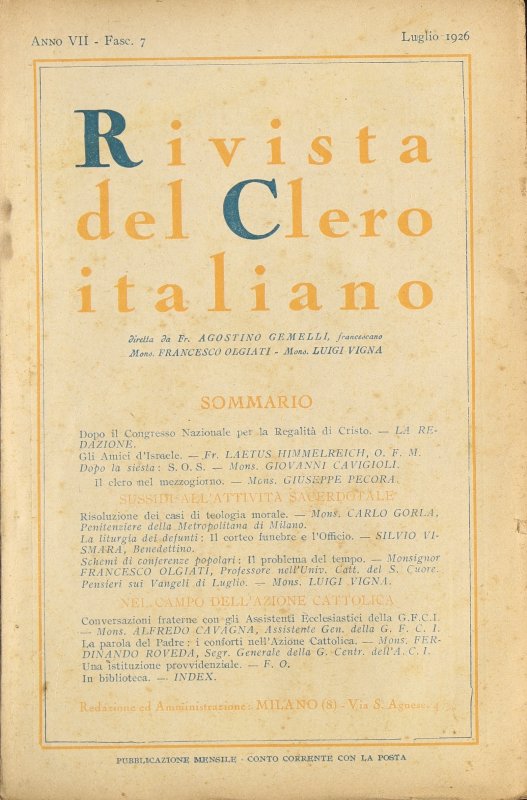 ANNO VII - Fasc. 7
Luglio 1926
Rivista
del Clero
italiano
diretta da Fr. AGOSTINO GEMELLI, francescano
Mons. FRANCESCO OLGIATI - Mons. LUIGI VIGNA
SOMMARIO
Dopo il Congresso Nazionale per la Regalità di Cristo. — LA RE-
DAZIONE.
Gli Amici d'Israele. — Fr. LAETUS HIMMELREICH, O. F. M.
Dopo la siesta: S. O. S. — Mons. GIOVANNI CAVIGIOLI.
Il clero nel mezzogiorno. — Mons. GIUSEPPE PECORA.
SUSSIDI ALL'ATTIVITÀ SACERDOTALE
Risoluzione dei casi di teologia morale. — Mons. CARLO GORLA,
Penitenziere della Metropolitana di Milano.
La liturgia dei defunti: Il corteo funebre e l'Officio. — SILVIO VI-
SMARA, Benedettino.
Schemi di conferenze popolari: Il problema del tempo. — Monsignor
FRANCESCO OLGIATI, Professore nell'Univ. Catt. del S. Cuore.
Pensieri sui Vangeli di Luglio. — Mons. LUIGI VIGNA.
NEL CAMPO DELL'AZIONE CATTOLICA
Conversazioni fraterne con gli Assistenti Ecclesiastici della G.F.C.I.
— Mons. ALFREDO CAVAGNA, Assistente Gen. della G. F. C. I.
La parola del Padre: i conforti nell'Azione Cattolica. — Mons. FER-
DINANDO ROVEDA, Segr. Generale della G. Centr. dell'A. C. I.
Una istituzione provvidenziale. — F. O.
In biblioteca. — INDEX.
Redazione ed Amministrazione: MILANO (8) - Via S. Agnese, 4
PUBBLICAZIONE MENSILE - CONTO CORRENTE CON LA POSTA